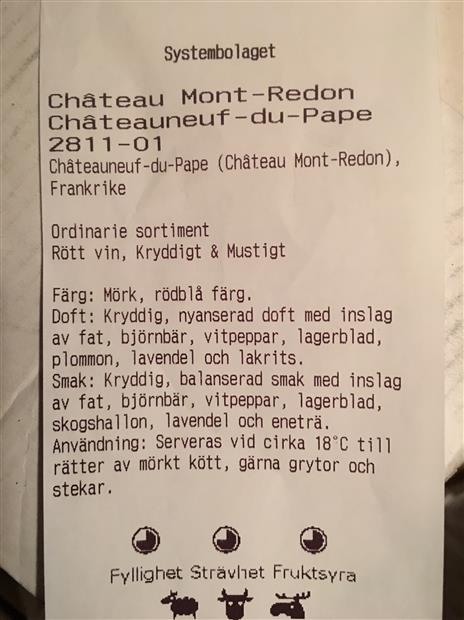 Systembolaget
Château Mont-Redon
Châteauneuf-du-Pape
2811-01
Châteauneuf-du-Pape (Château Mont-Redon),
Frankrike
Ordinarie sortiment
Rött vin, Kryddigt & Mustigt
Färg: Mörk, rödblå färg.
Doft: Kryddig, nyanserad doft med inslag
av fat, björnbär, vitpeppar, lagerblad,
plommon, lavendel och lakrits.
Smak: Kryddig, balanserad smak med inslag
av fat, björnbär, vitpeppar, lagerblad,
skogshallon, lavendel och eneträ.
Användning: Serveras vid cirka 18°C till
rätter av mörkt kött, gärna grytor och
stekar.
Fyllighet Strävhet Fruktsyra